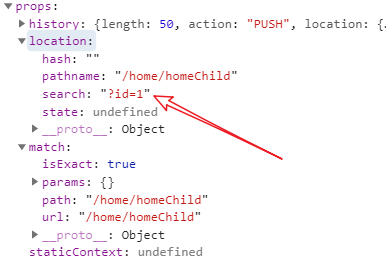 props:
history: {length: 50, action: "PUSH", location: {.
location:
hash: ""
pathname: "/home/homeChild"
search: "?id=1"
state: undefined
__proto__: Object
match:
isExact: true
params: {}
path: "/home/homeChild"
url: "/home/homeChild"
__proto__: Object
staticContext: undefined